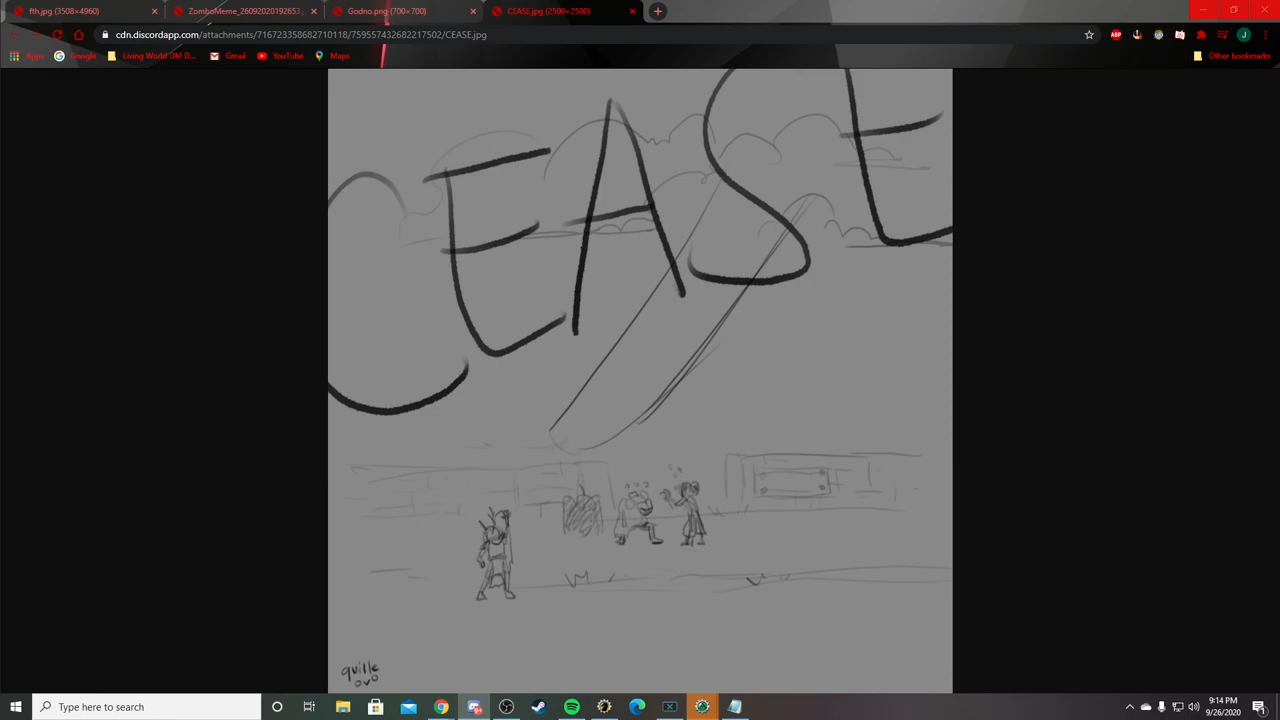 fth.jpg (3508×4960)
ZomboMeme_26092020192653
Godno.png (700×700)
CEASE.jpg (2500×2500)
cdn.discordapp.com/attachments/716723358682710118/759557432682217502/CEASE.jpg
ABP
J
Apps
Google
Living World DM D...
Gmail
YouTube
Maps
Other bookmarks
CEASE
quille
ovo
Type here to search
9:14 PM
9/26/2020